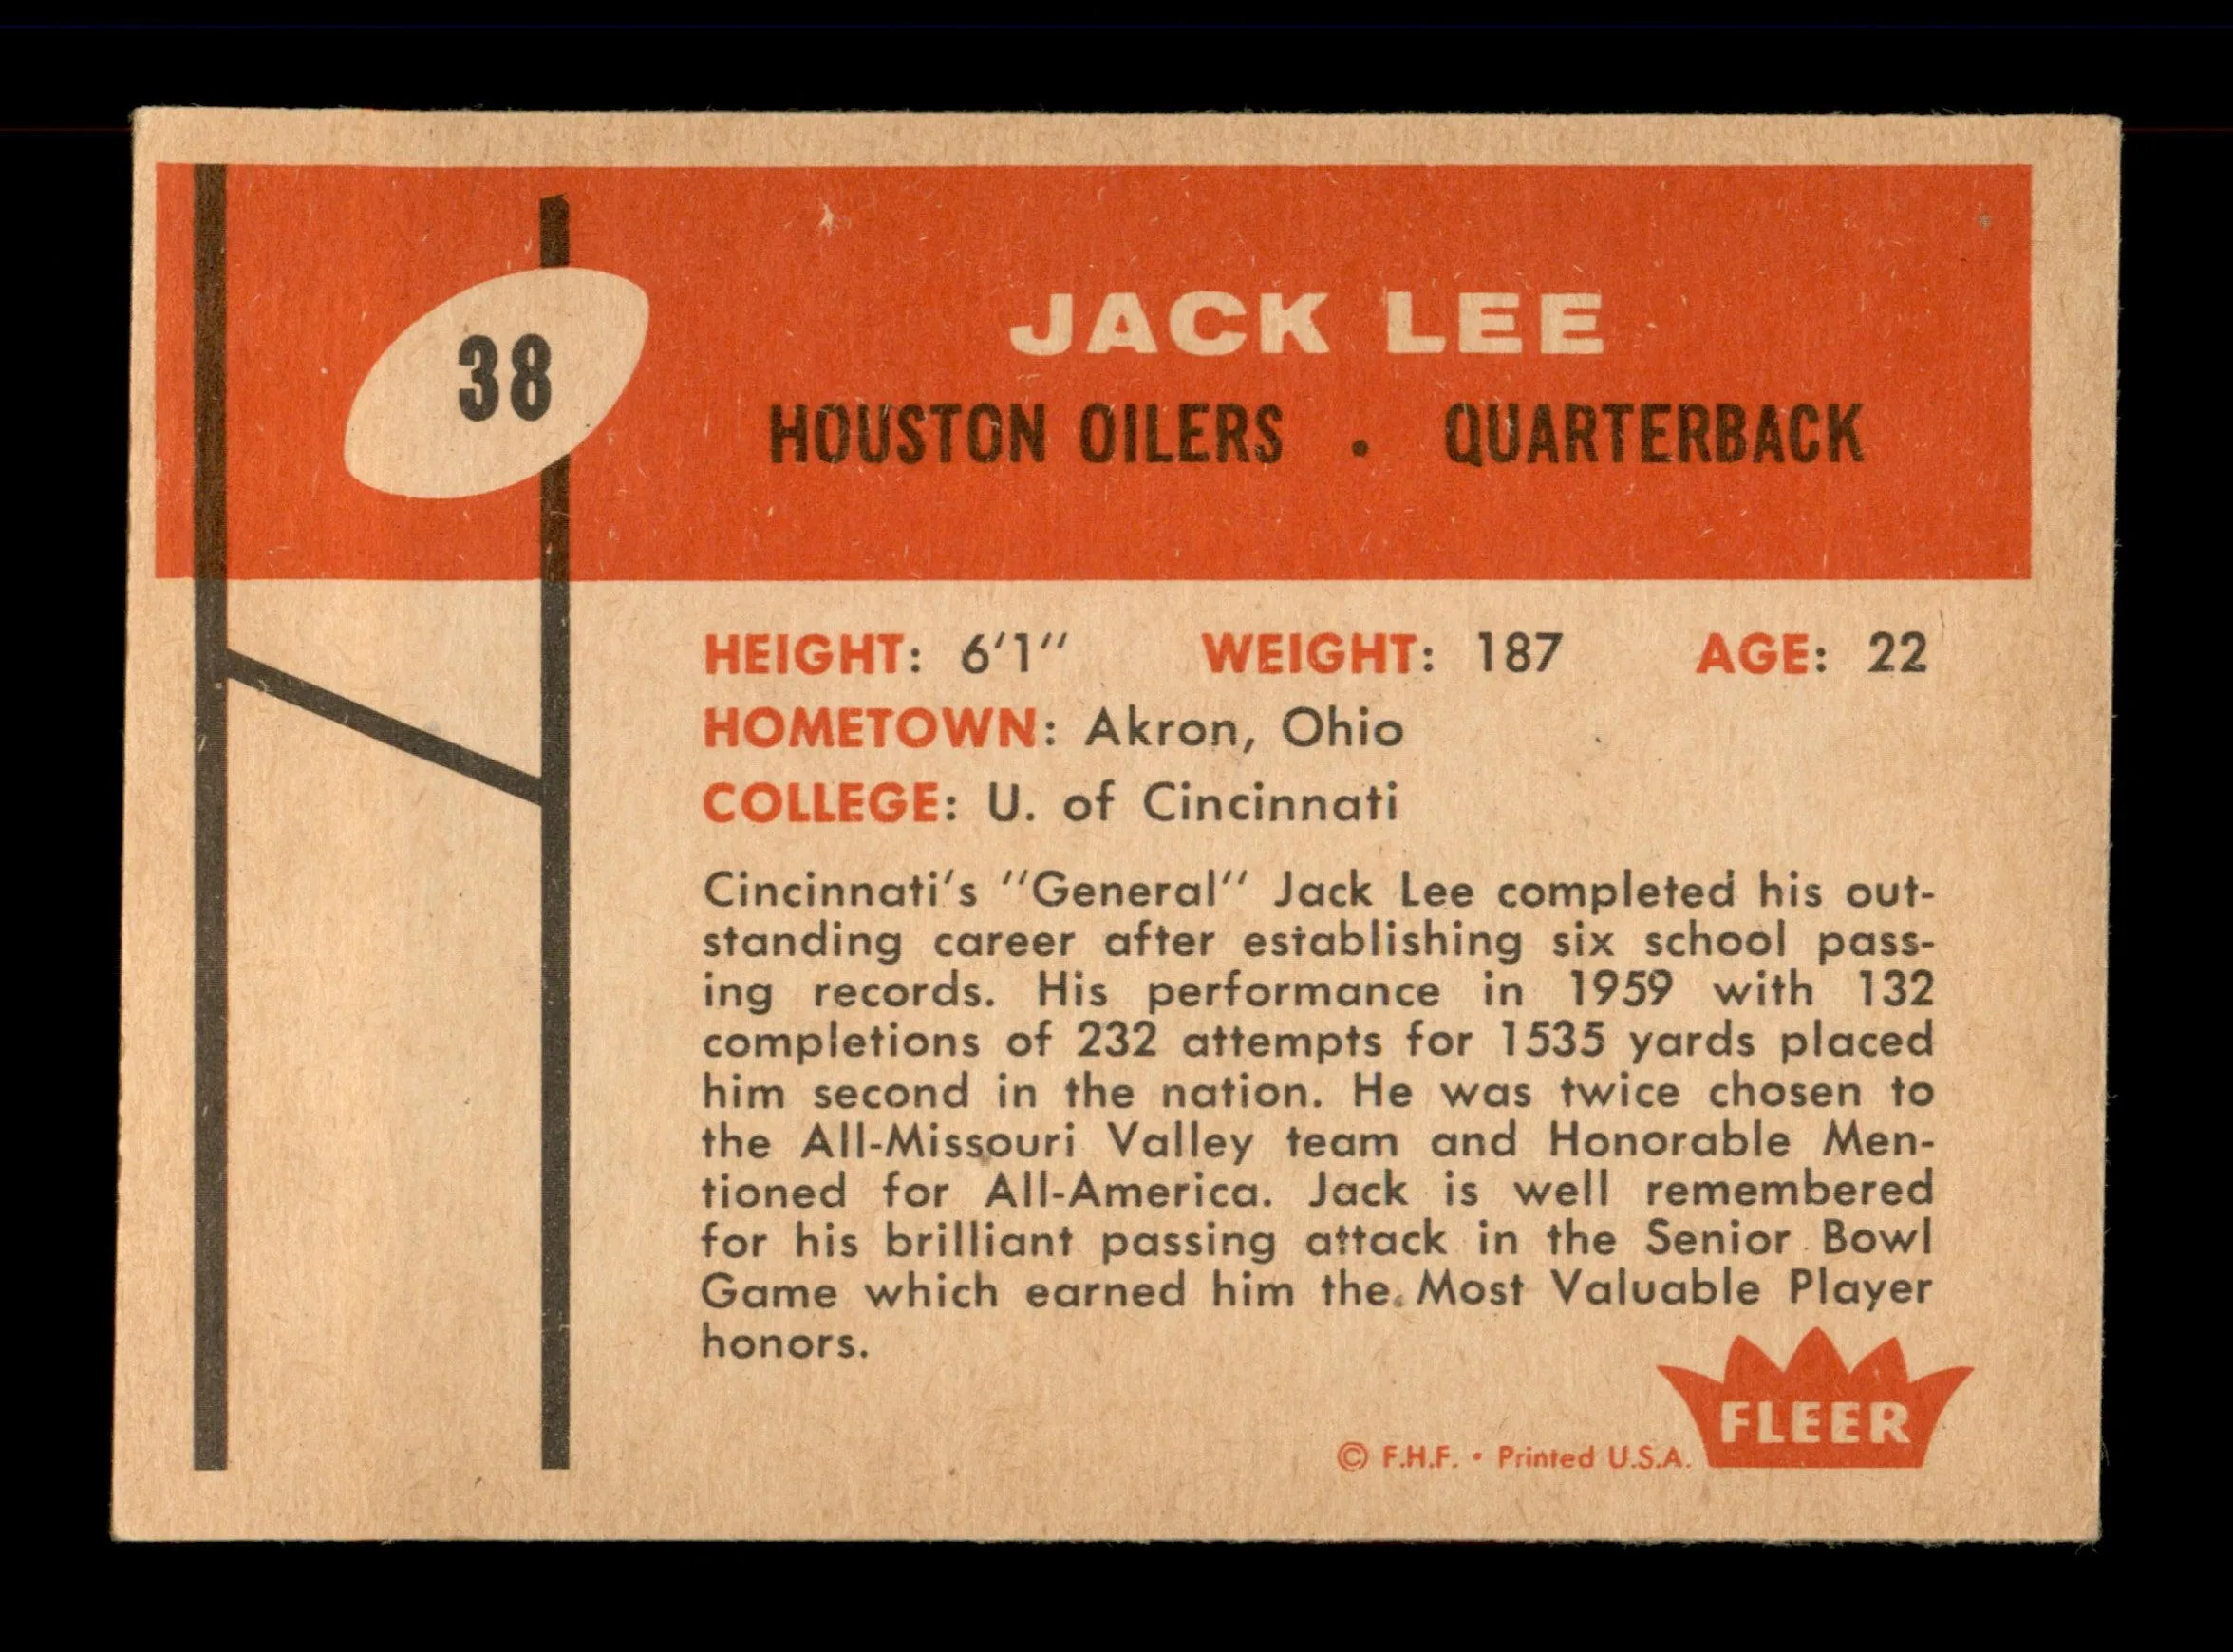 38
JACK LEE
HOUSTON OILERS • QUARTERBACK
HEIGHT: 6'1" WEIGHT: 187 AGE: 22
HOMETOWN: Akron, Ohio
COLLEGE: U. of Cincinnati
Cincinnati's "General" Jack Lee completed his out-
standing career after establishing six school pass-
ing records. His performance in 1959 with 132
completions of 232 attempts for 1535 yards placed
him second in the nation. He was twice chosen to
the All-Missouri Valley team and Honorable Men-
tioned for All-America. Jack is well remembered
for his brilliant passing attack in the Senior Bowl
Game which earned him the Most Valuable Player
honors.
FLEER
© F.H.F. • Printed U.S.A.